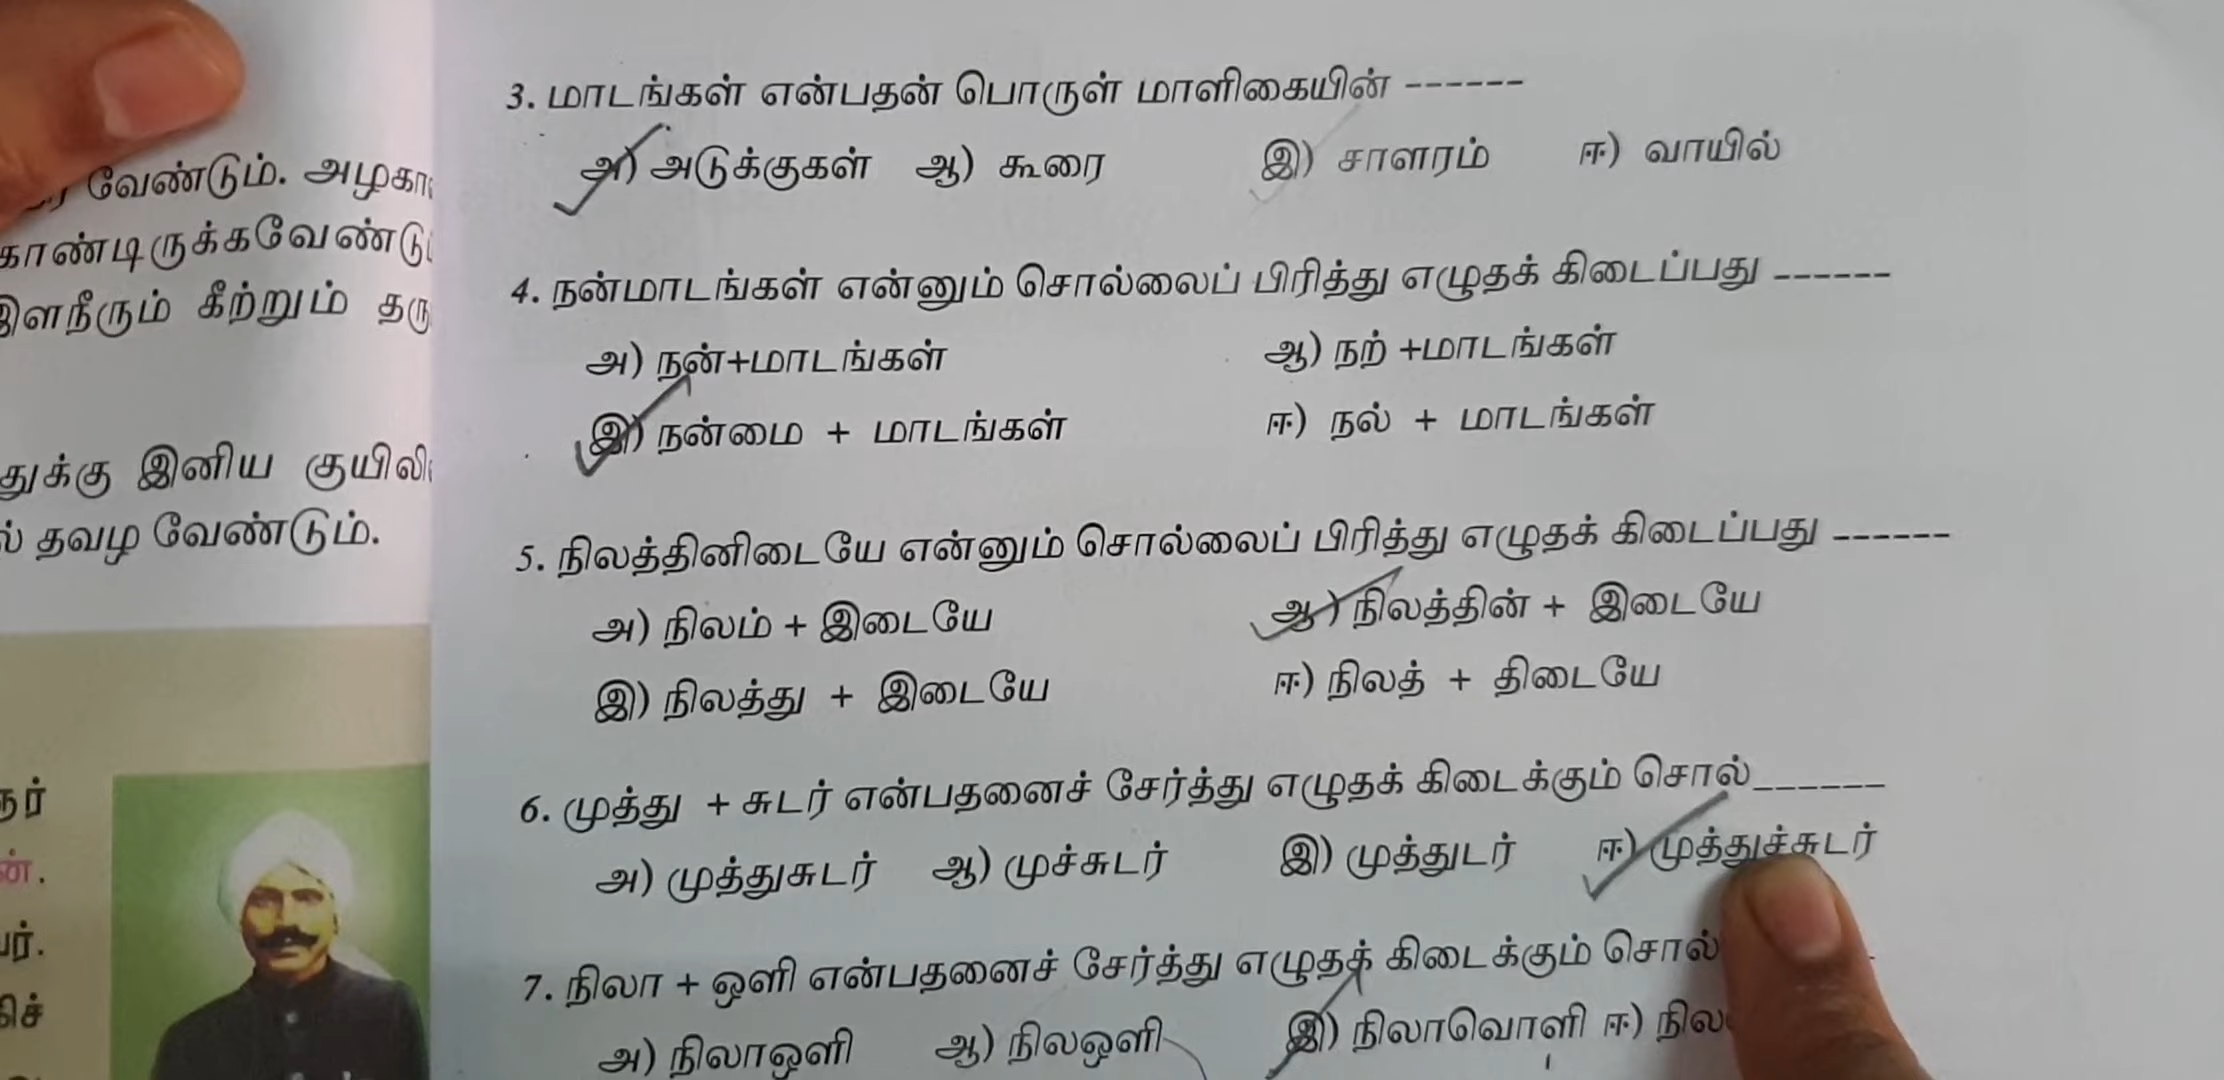 வேண்டும். அழகா
காண்டிருக்கவேண்டு
இளநீரும் கீற்றும் தரு
துக்கு இனிய குயிலி
ல் தவழ வேண்டும்.
ன்.
3. மாடங்கள் என்பதன் பொருள் மாளிகையின் ------
அ) அடுக்குகள் ஆ) கூரை இ) சாளரம் ஈ) வாயில்
4. நன்மாடங்கள் என்னும் சொல்லைப் பிரித்து எழுதக் கிடைப்பது ------
அ) நன்+மாடங்கள் ஆ) நற் +மாடங்கள்
இ) நன்மை + மாடங்கள் ஈ) நல் + மாடங்கள்
5. நிலத்தினிடையே என்னும் சொல்லைப் பிரித்து எழுதக் கிடைப்பது ------
அ) நிலம் + இடையே ஆ) நிலத்தின் + இடையே
இ) நிலத்து + இடையே ஈ) நிலத் + திடையே
6. முத்து + சுடர் என்பதனைச் சேர்த்து எழுதக் கிடைக்கும் சொல்______
அ) முத்துசுடர் ஆ) முச்சுடர் இ) முத்துடர் ஈ) முத்துச்சுடர்
7. நிலா + ஒளி என்பதனைச் சேர்த்து எழுதக் கிடைக்கும் சொல்
அ) நிலாஒளி ஆ) நிலஒளி இ) நிலாவொளி ஈ) நில